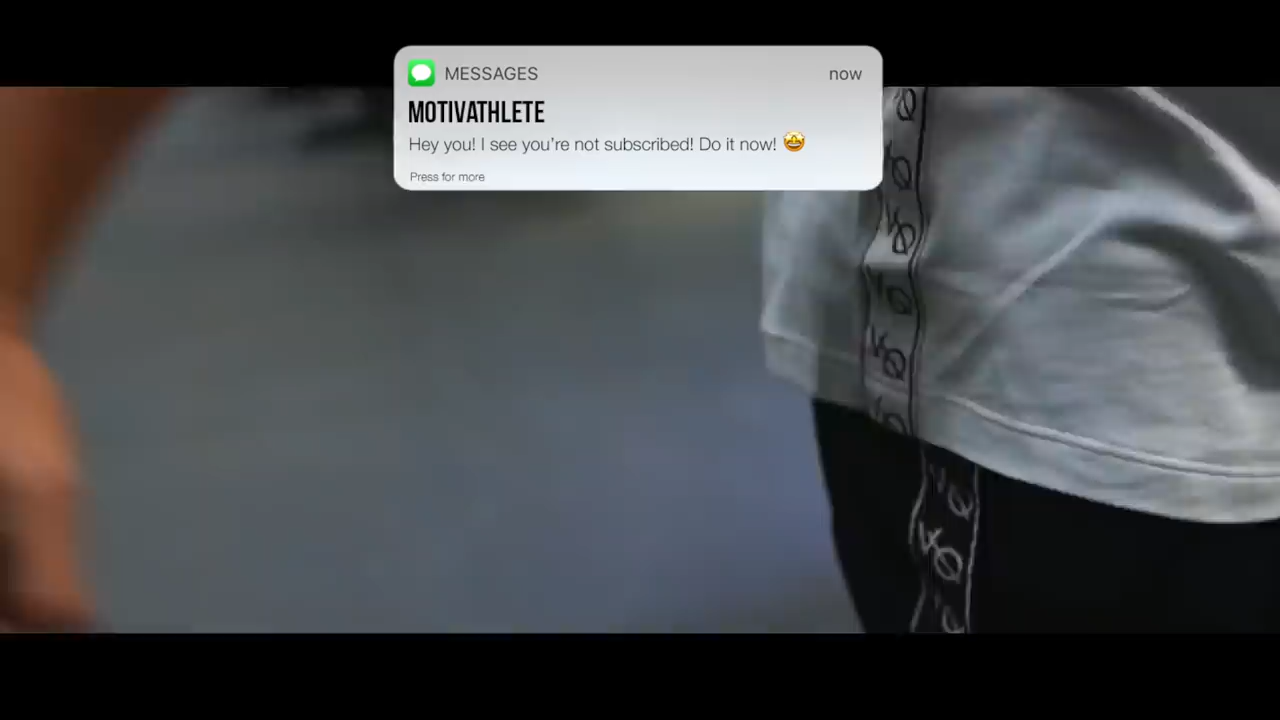 MESSAGES now
MOTIVATHLETE
Hey you! I see you're not subscribed! Do it now! 🤩
Press for more